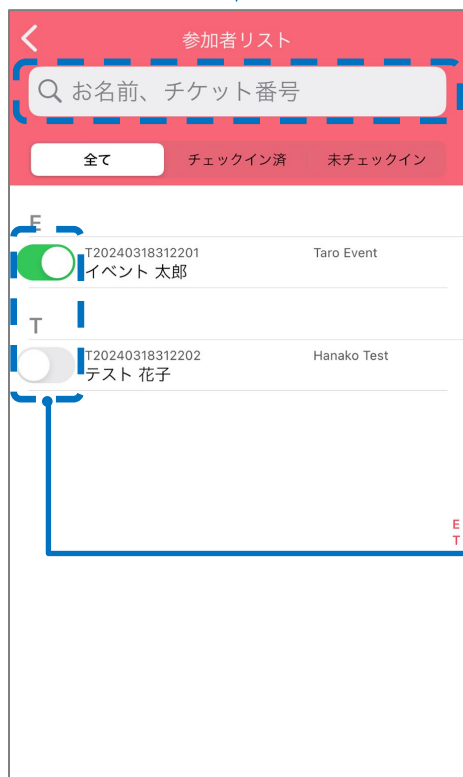 参加者リスト
お名前、チケット番号
全て チェックイン済 未チェックイン
E
T20240318312201 Taro Event
イベント 太郎
T
T20240318312202 Hanako Test
テスト 花子
E
T